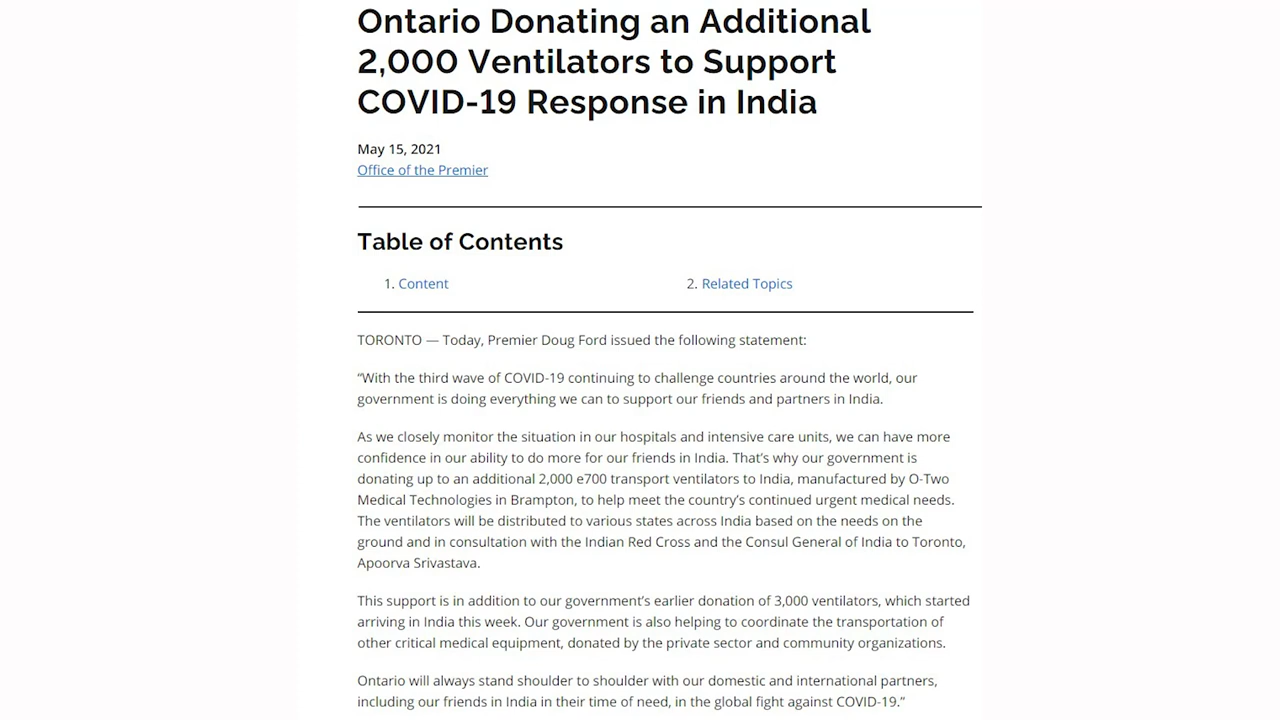 Ontario Donating an Additional
2,000 Ventilators to Support
COVID-19 Response in India
May 15, 2021
Office of the Premier
Table of Contents
1. Content
2. Related Topics
TORONTO — Today, Premier Doug Ford issued the following statement:
“With the third wave of COVID-19 continuing to challenge countries around the world, our
government is doing everything we can to support our friends and partners in India.
As we closely monitor the situation in our hospitals and intensive care units, we can have more
confidence in our ability to do more for our friends in India. That’s why our government is
donating up to an additional 2,000 e700 transport ventilators to India, manufactured by O-Two
Medical Technologies in Brampton, to help meet the country’s continued urgent medical needs.
The ventilators will be distributed to various states across India based on the needs on the
ground and in consultation with the Indian Red Cross and the Consul General of India to Toronto,
Apoorva Srivastava.
This support is in addition to our government’s earlier donation of 3,000 ventilators, which started
arriving in India this week. Our government is also helping to coordinate the transportation of
other critical medical equipment, donated by the private sector and community organizations.
Ontario will always stand shoulder to shoulder with our domestic and international partners,
including our friends in India in their time of need, in the global fight against COVID-19.”